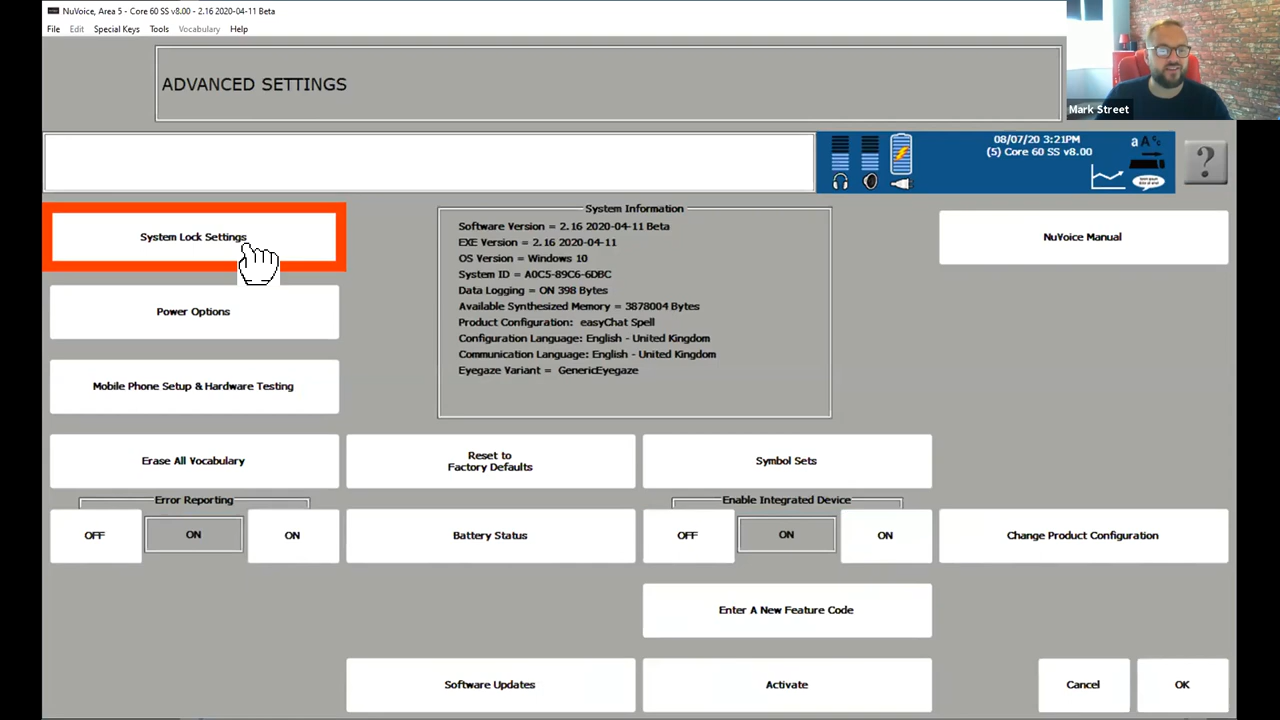 NuVoice, Area 5 - Core 60 SS v8.00 - 2.16 2020-04-11 Beta
File Edit Special Keys Tools Vocabulary Help
ADVANCED SETTINGS
Mark Street
08/07/20 3:21PM
(5) Core 60 SS v8.00
a A c
?
System Lock Settings
System Information
Software Version = 2.16 2020-04-11 Beta
EXE Version = 2.16 2020-04-11
OS Version = Windows 10
System ID = A0C5-89C6-6DBC
Data Logging = ON 398 Bytes
Available Synthesized Memory = 3878004 Bytes
Product Configuration: easyChat Spell
Configuration Language: English - United Kingdom
Communication Language: English - United Kingdom
Eyegaze Variant = GenericEyegaze
NuVoice Manual
Power Options
Mobile Phone Setup & Hardware Testing
Erase All Vocabulary
Reset to
Factory Defaults
Symbol Sets
Error Reporting
OFF ON ON
Battery Status
Enable Integrated Device
OFF ON ON
Change Product Configuration
Enter A New Feature Code
Software Updates
Activate
Cancel
OK